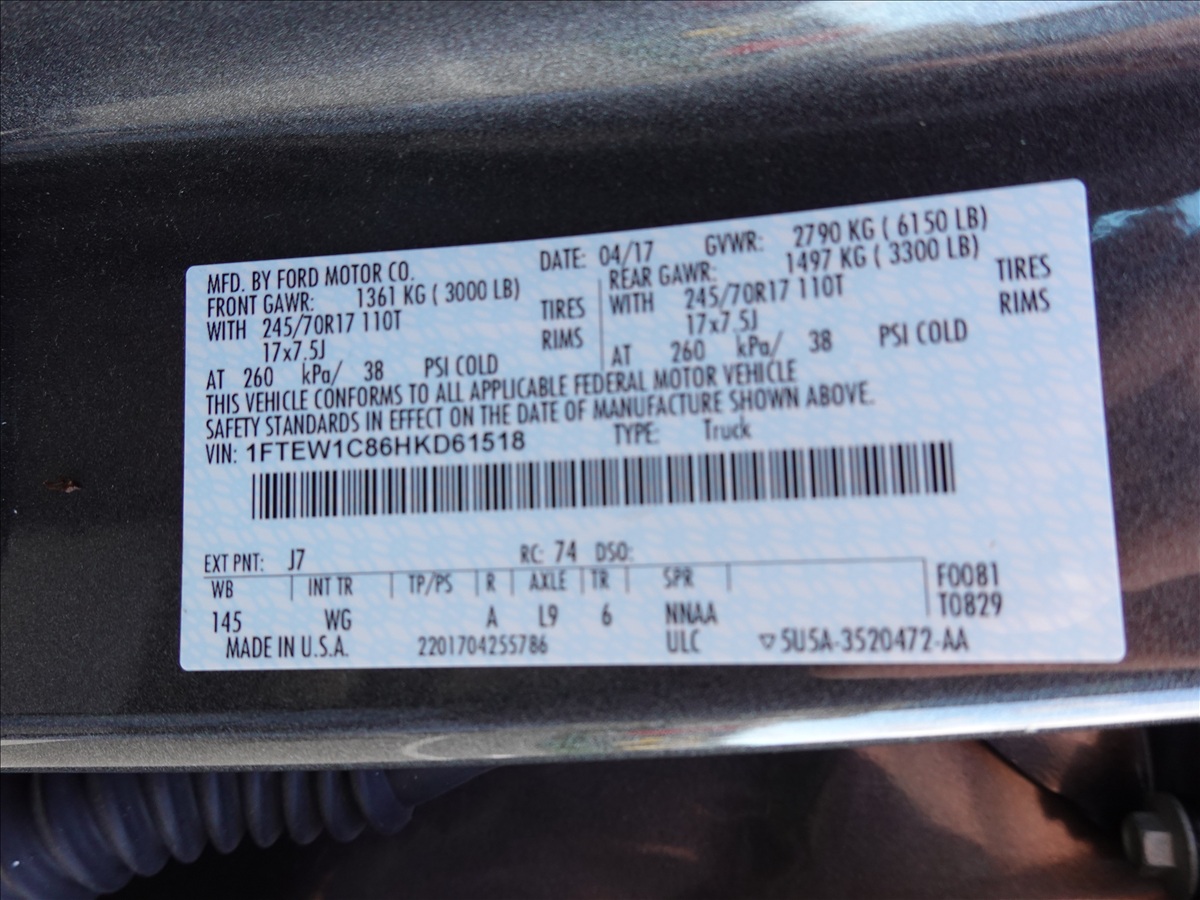 MFD. BY FORD MOTOR CO. DATE: 04/17 GVWR: 2790 KG ( 6150 LB)
FRONT GAWR: 1361 KG ( 3000 LB) REAR GAWR: 1497 KG ( 3300 LB)
WITH 245/70R17 110T TIRES WITH 245/70R17 110T TIRES
17x7.5J RIMS 17x7.5J RIMS
AT 260 kPa/ 38 PSI COLD AT 260 kPa/ 38 PSI COLD
THIS VEHICLE CONFORMS TO ALL APPLICABLE FEDERAL MOTOR VEHICLE
SAFETY STANDARDS IN EFFECT ON THE DATE OF MANUFACTURE SHOWN ABOVE.
VIN: 1FTEW1C86HKD61518 TYPE: Truck
EXT PNT: J7 RC: 74 DSO:
WB INT TR TP/PS R AXLE TR SPR F0081
145 WG A L9 6 NNAA T0829
MADE IN U.S.A. 2201704255786 ULC ▽5U5A-3520472-AA